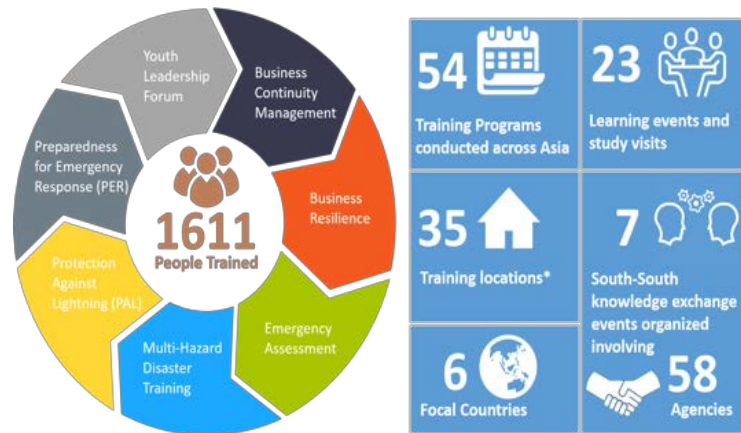 Youth
Leadership
Forum
Business
Continuity
Management
Business
Resilience
Emergency
Assessment
Multi-Hazard
Disaster
Training
Protection
Against
Lightning (PAL)
Preparedness
for Emergency
Response (PER)
1611
People Trained
54
Training Programs
conducted across Asia
23
Learning events and
study visits
35
Training locations*
7
South-South
knowledge exchange
events organized
involving
58
Agencies
6
Focal Countries